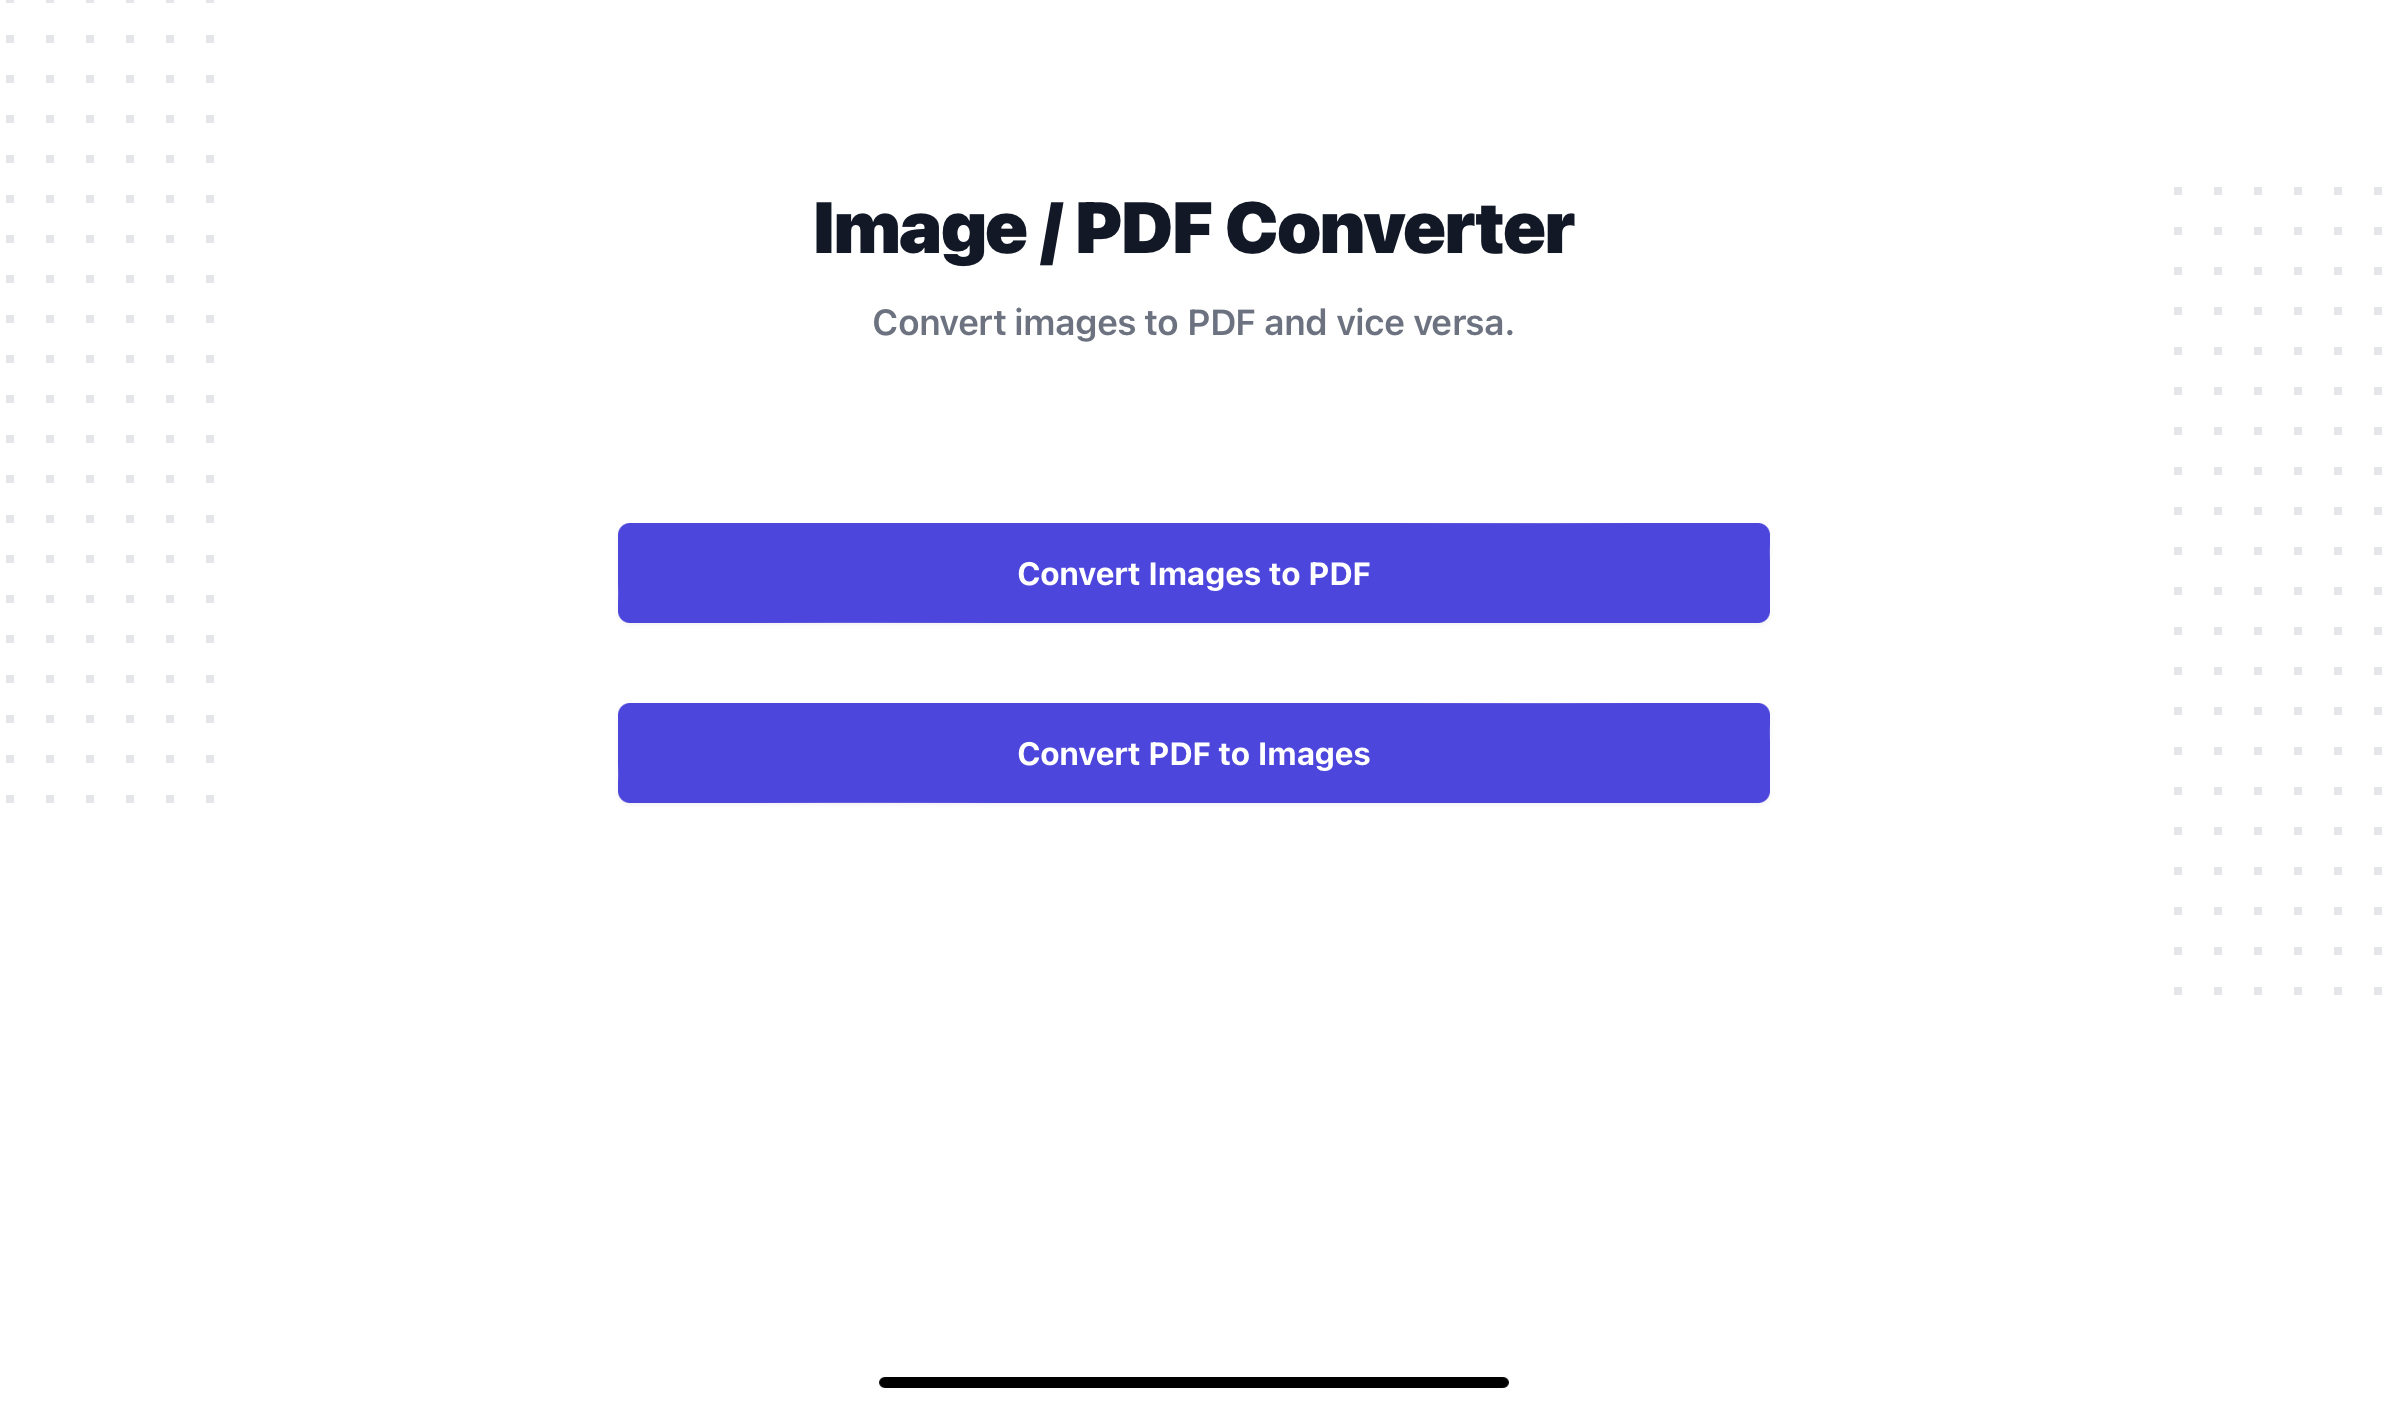 Image / PDF Converter
Convert images to PDF and vice versa.
Convert Images to PDF
Convert PDF to Images